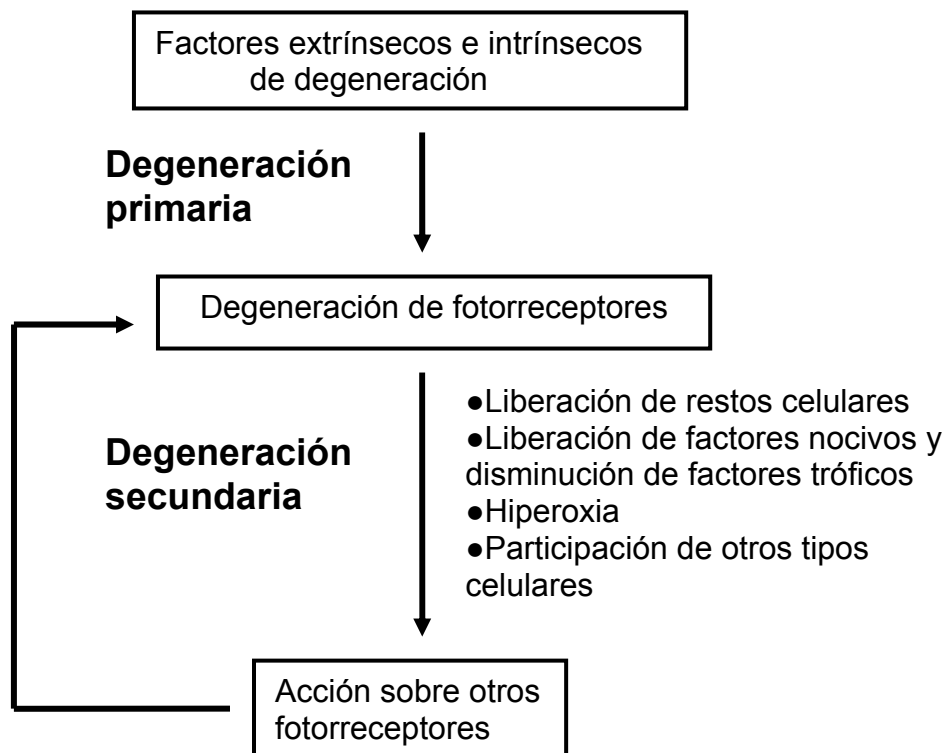 Factores extrínsecos e intrínsecos
de degeneración
Degeneración
primaria
Degeneración de fotorreceptores
Degeneración
secundaria
●Liberación de restos celulares
●Liberación de factores nocivos y
disminución de factores tróficos
●Hiperoxia
●Participación de otros tipos
celulares
Acción sobre otros
fotorreceptores